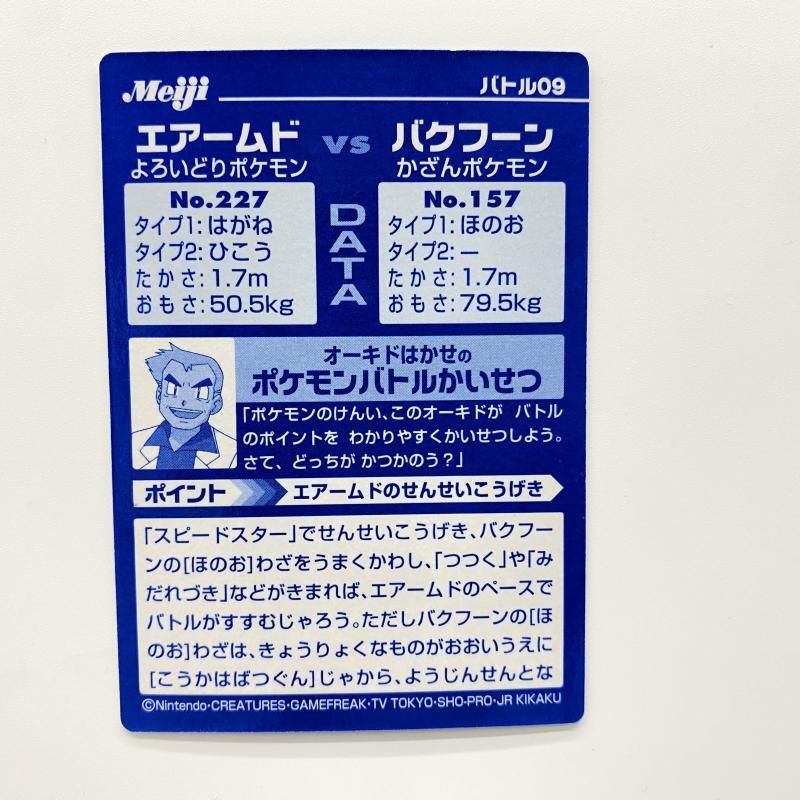 Meiji
バトル09
エアームド vs バクフーン
よろいどりポケモン
かざんポケモン
No.227
タイプ1:はがね
タイプ2:ひこう
たかさ:1.7m
おもさ:50.5kg
DATA
No.157
タイプ1:ほのお
タイプ2:ー
たかさ:1.7m
おもさ:79.5kg
オーキドはかせの
ポケモンバトルかいせつ
「ポケモンのけんい、このオーキドが バトル
のポイントを わかりやすくかいせつしよう。
さて、どっちが かつかのう？」
ポイント
エアームドのせんせいこうげき
「スピードスター」でせんせいこうげき、バクフー
ンの[ほのお]わざをうまくかわし、「つつく」や「み
だれづき」などがきまれば、エアームドのペースで
バトルがすすむじゃろう。ただしバクフーンの[ほ
のお]わざは、きょうりょくなものがおおいうえに
[こうかはばつぐん]じゃから、ようじんせんとな
©Nintendo・CREATURES・GAMEFREAK・TV TOKYO・SHO-PRO・JR KIKAKU